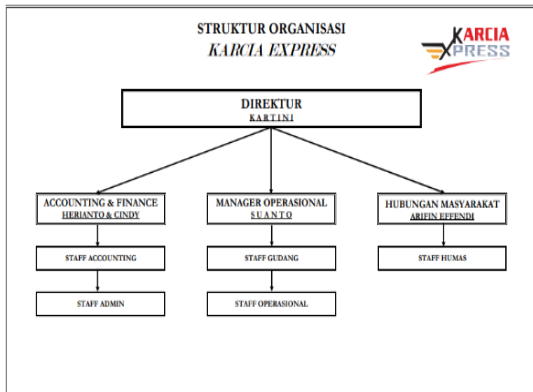 STRUKTUR ORGANISASI
KARCIA EXPRESS
KARCIA
XPRESS
DIREKTUR
KARTINI
ACCOUNTING & FINANCE
HERIANTO & CINDY
MANAGER OPERASIONAL
SUANTO
HUBUNGAN MASYARAKAT
ARIFIN EFFENDI
STAFF ACCOUNTING
STAFF GUDANG
STAFF HUMAS
STAFF ADMIN
STAFF OPERASIONAL